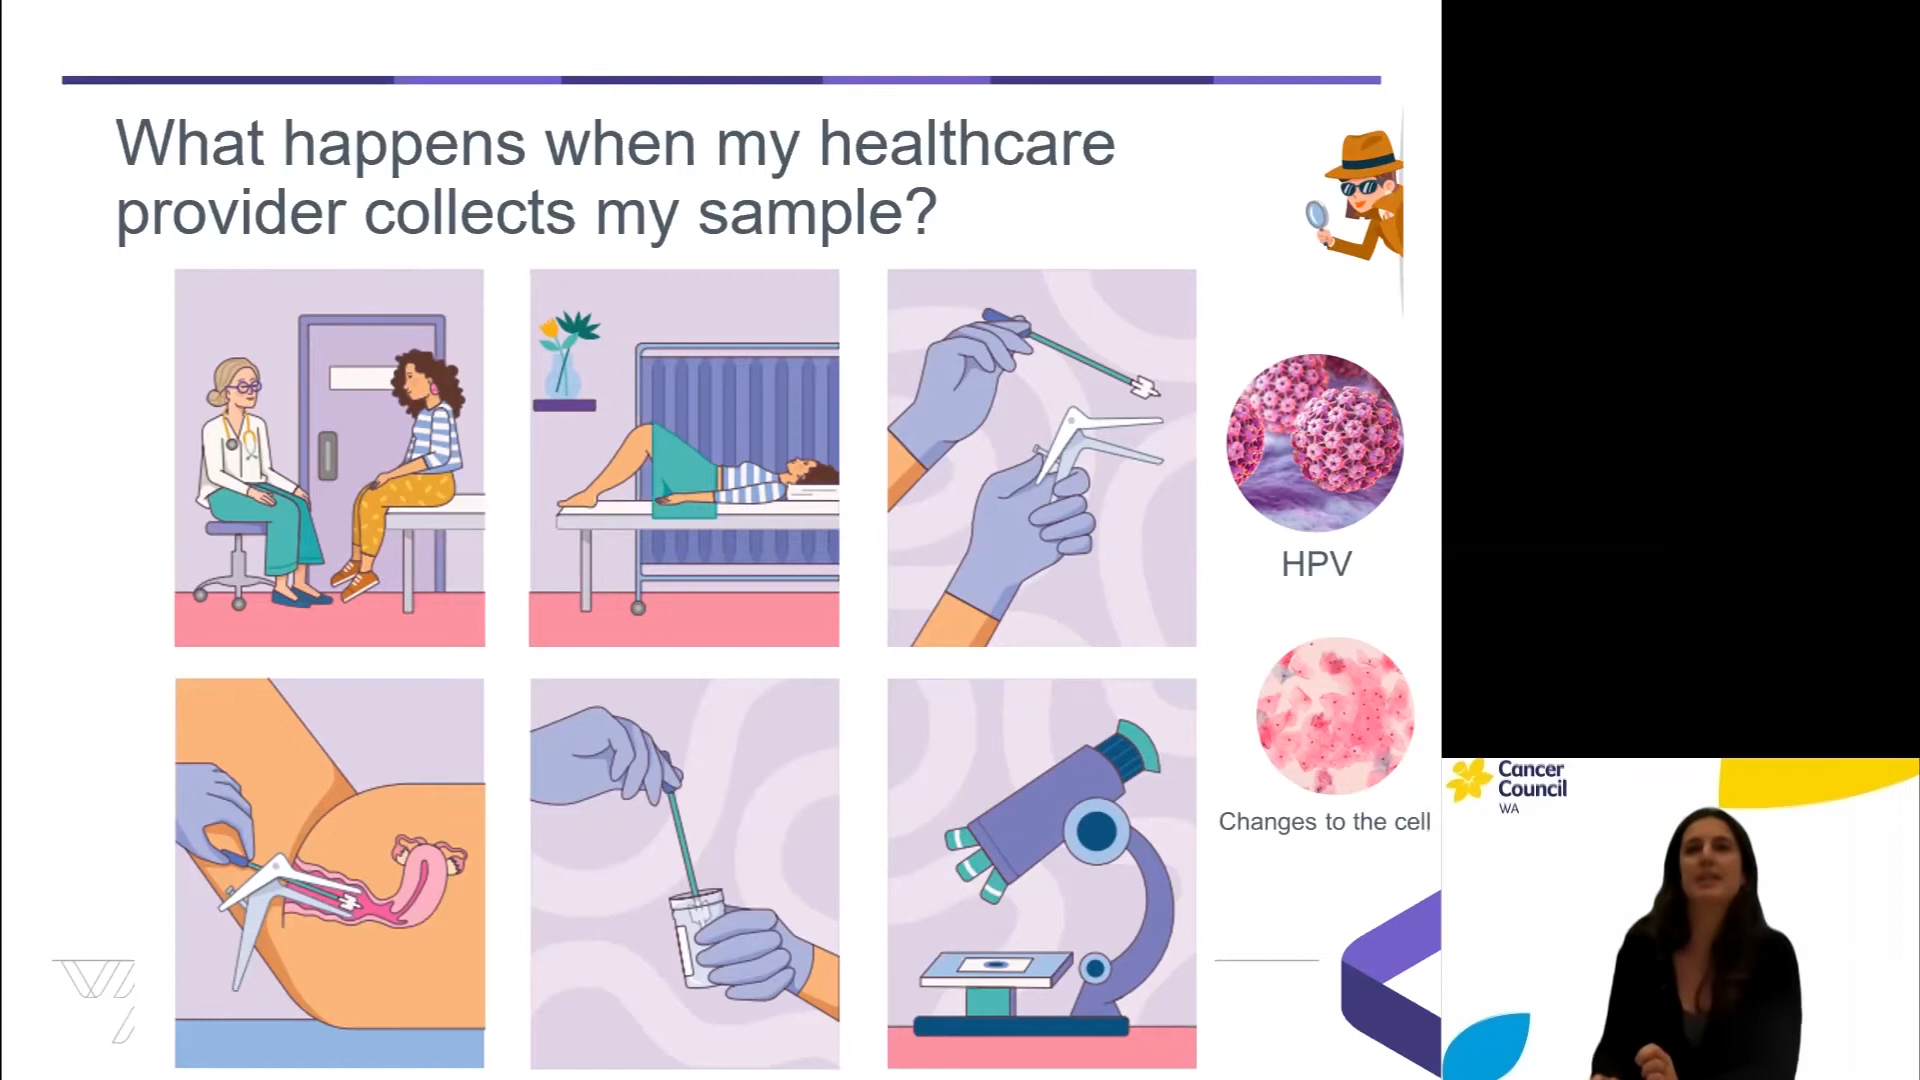 What happens when my healthcare
provider collects my sample?
HPV
Changes to the cell
Cancer
Council
WA